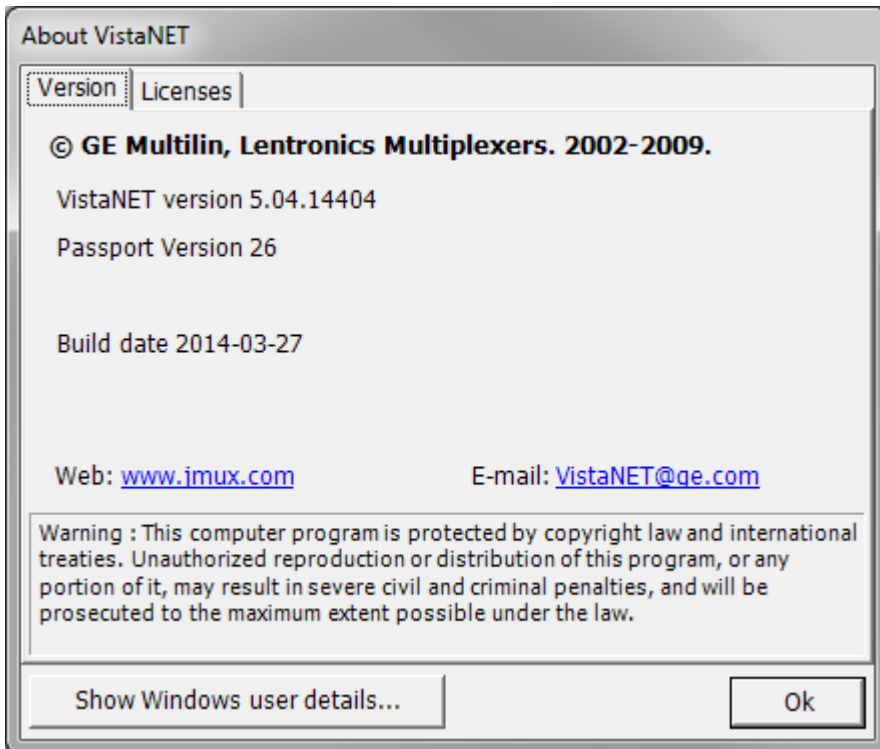 About VistaNET
Version Licenses
© GE Multilin, Lentronics Multiplexers. 2002-2009.
VistaNET version 5.04.14404
Passport Version 26
Build date 2014-03-27
Web: www.jmux.com E-mail: VistaNET@ge.com
Warning : This computer program is protected by copyright law and international
treaties. Unauthorized reproduction or distribution of this program, or any
portion of it, may result in severe civil and criminal penalties, and will be
prosecuted to the maximum extent possible under the law.
Show Windows user details... Ok